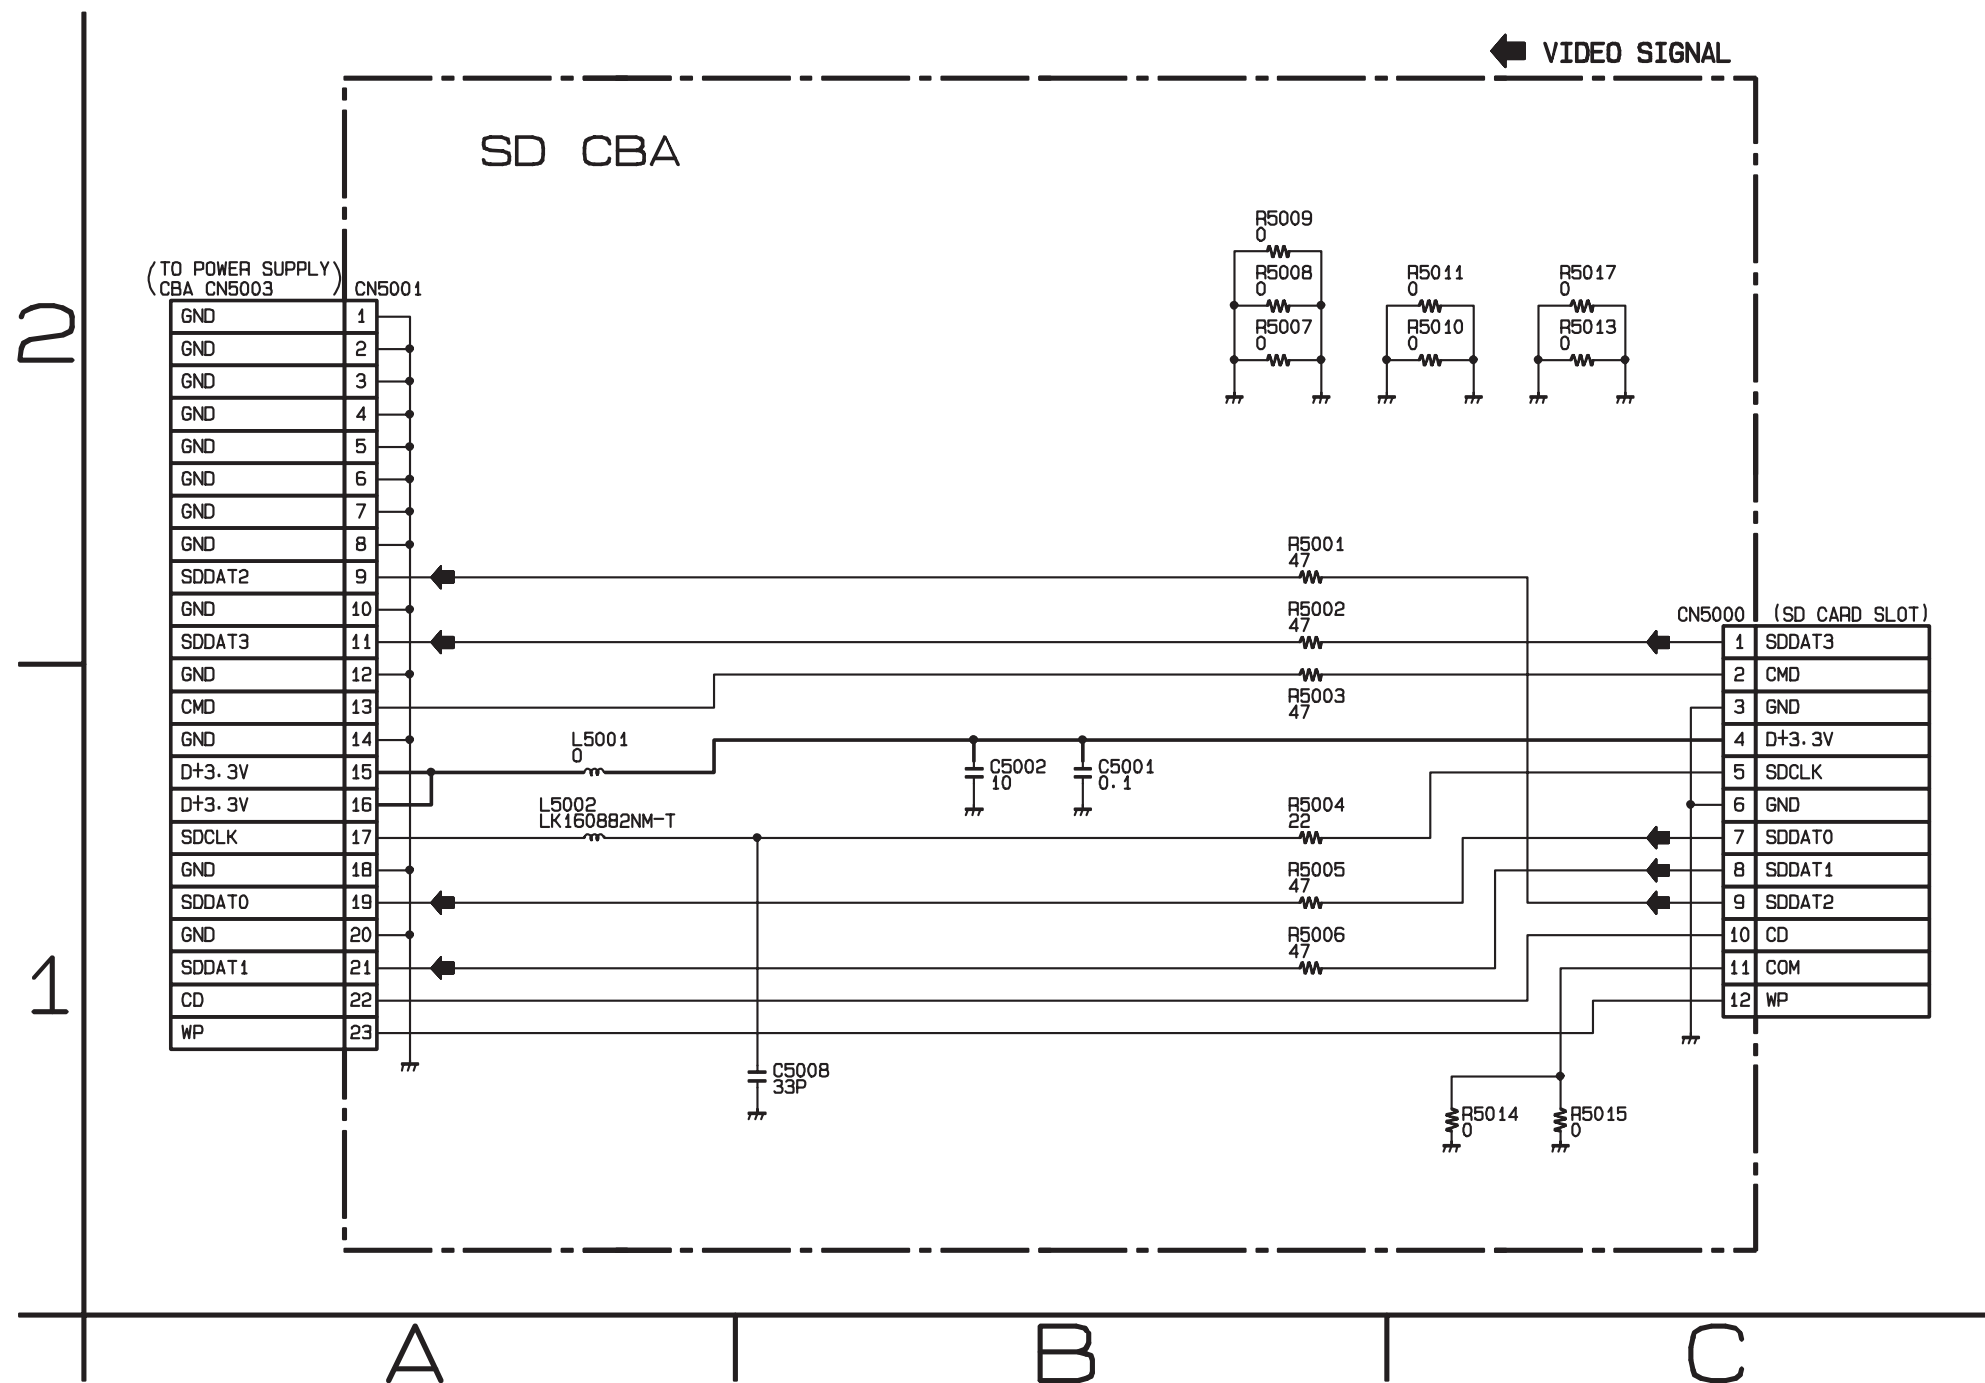 VIDEO SIGNAL
SD CBA
(TO POWER SUPPLY
CBA CN5003 )
CN5001
GND 1
GND 2
GND 3
GND 4
GND 5
GND 6
GND 7
GND 8
SDDAT2 9
GND 10
SDDAT3 11
GND 12
CMD 13
GND 14
D+3.3V 15
D+3.3V 16
SDCLK 17
GND 18
SDDAT0 19
GND 20
SDDAT1 21
CD 22
WP 23
R5009
0
R5008
0
R5007
0
R5011
0
R5010
0
R5017
0
R5013
0
R5001
47
R5002
47
R5003
47
L5001
0
C5002
10
C5001
0.1
L5002
LK160882NM-T
R5004
22
R5005
47
R5006
47
C5008
33P
R5014
0
R5015
0
CN5000 (SD CARD SLOT)
1 SDDAT3
2 CMD
3 GND
4 D+3.3V
5 SDCLK
6 GND
7 SDDAT0
8 SDDAT1
9 SDDAT2
10 CD
11 COM
12 WP
2
1
A
B
C